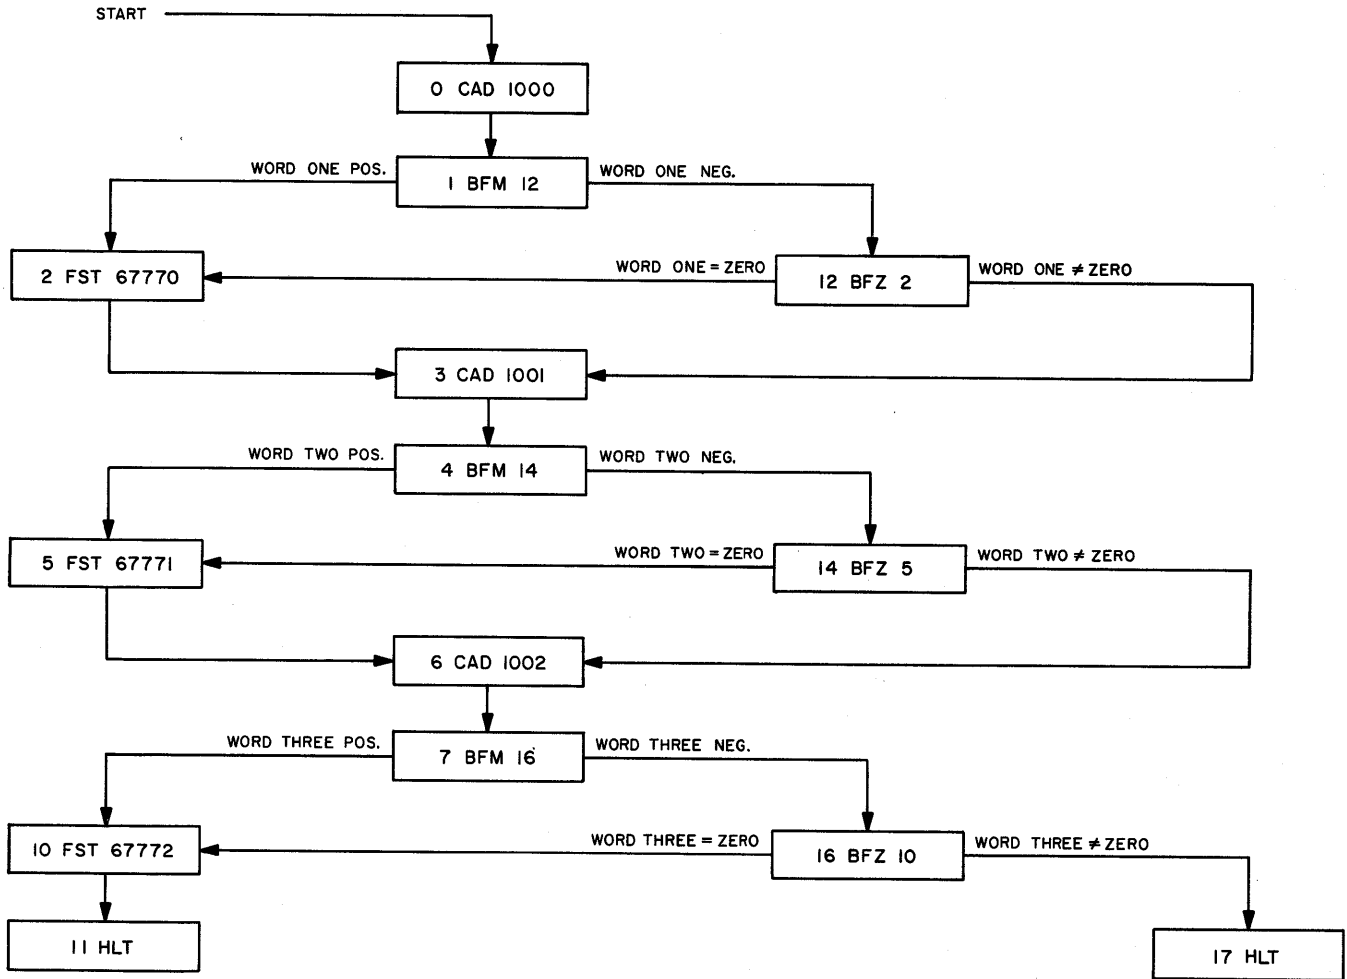 START
0 CAD 1000
WORD ONE POS.
1 BFM 12
WORD ONE NEG.
2 FST 67770
WORD ONE = ZERO
12 BFZ 2
WORD ONE ≠ ZERO
3 CAD 1001
WORD TWO POS.
4 BFM 14
WORD TWO NEG.
5 FST 67771
WORD TWO = ZERO
14 BFZ 5
WORD TWO ≠ ZERO
6 CAD 1002
WORD THREE POS.
7 BFM 16
WORD THREE NEG.
10 FST 67772
WORD THREE = ZERO
16 BFZ 10
WORD THREE ≠ ZERO
11 HLT
17 HLT